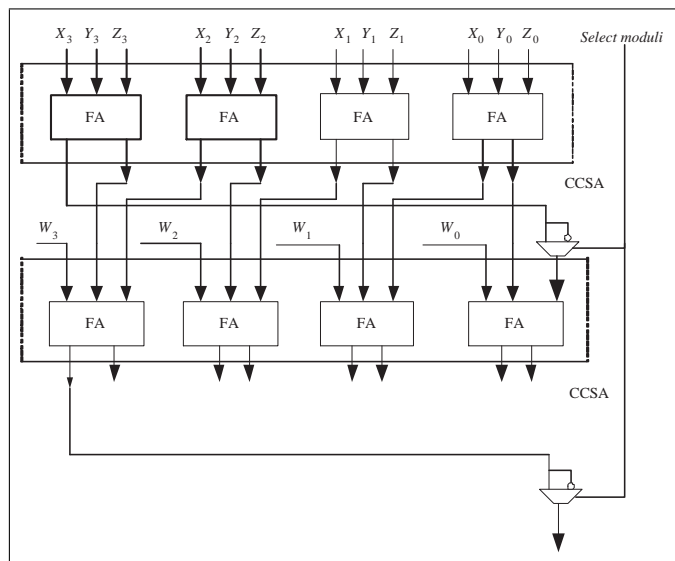 X3 Y3 Z3 X2 Y2 Z2 X1 Y1 Z1 X0 Y0 Z0
Select moduli
FA FA FA FA
CCSA
W3 W2 W1 W0
FA FA FA FA
CCSA